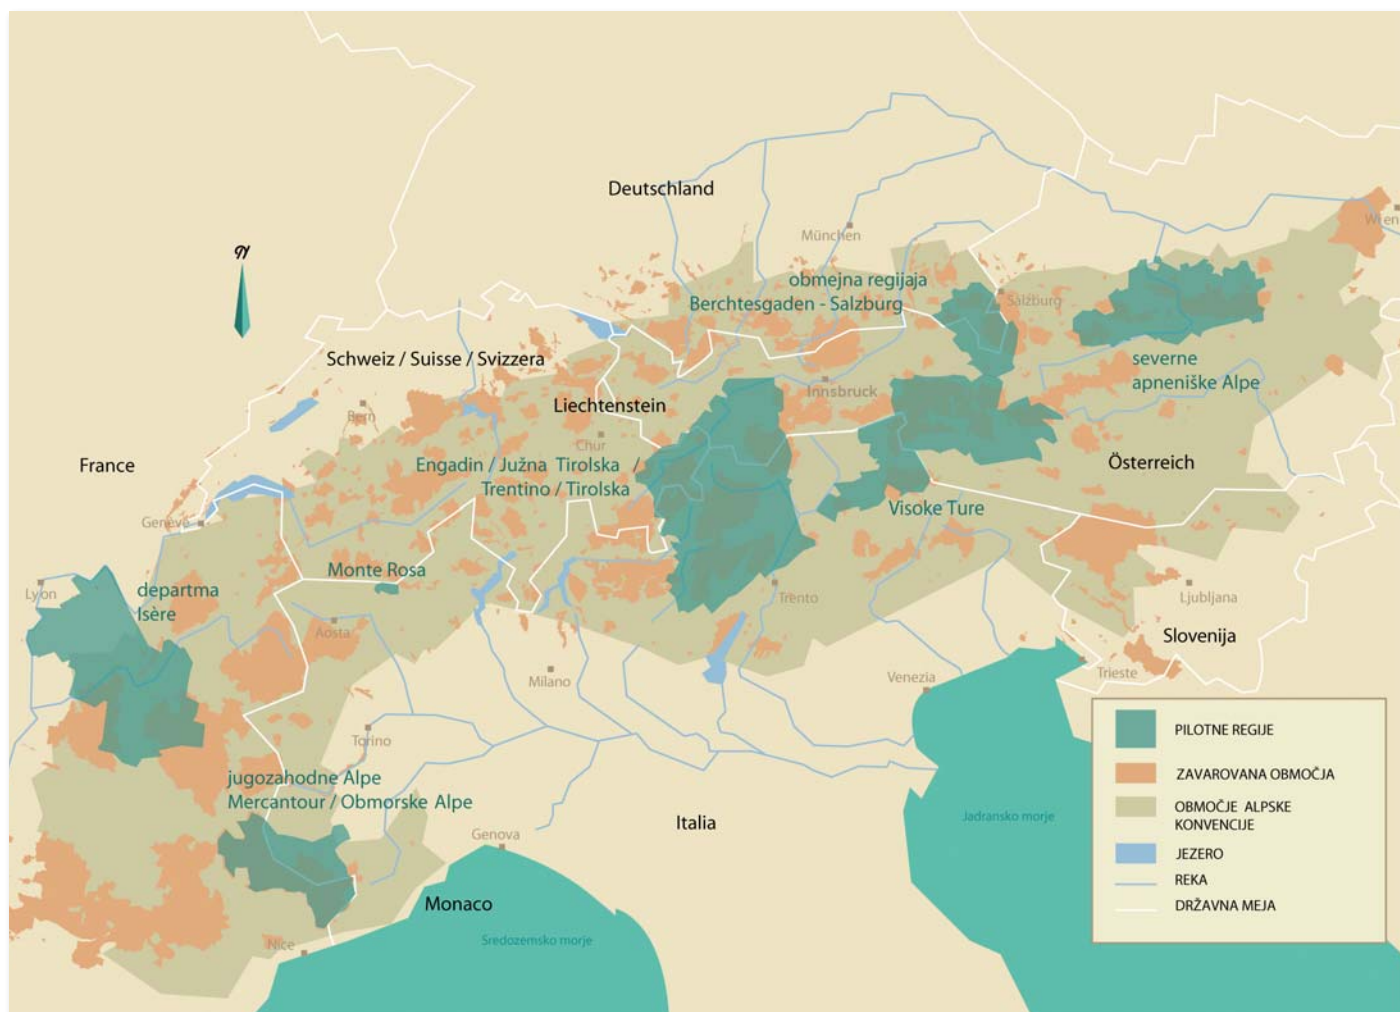 Deutschland
München
Wien
obmejna regijaja
Berchtesgaden - Salzburg
Salzburg
Schweiz / Suisse / Svizzera
severne
apneniške Alpe
Innsbruck
Liechtenstein
Bern
Chur
France
Engadin / Južna Tirolska /
Trentino / Tirolska
Österreich
Visoke Ture
Genève
Monte Rosa
departma
Isère
Lyon
Trento
Ljubljana
Aosta
Slovenija
Milano
Venezia
Trieste
Torino
jugozahodne Alpe
Mercantour / Obmorske Alpe
Italia
Genova
Jadransko morje
Monaco
Sredozemsko morje
Nice
PILOTNE REGIJE
ZAVAROVANA OBMOČJA
OBMOČJE ALPSKE
KONVENCIJE
JEZERO
REKA
DRŽAVNA MEJA